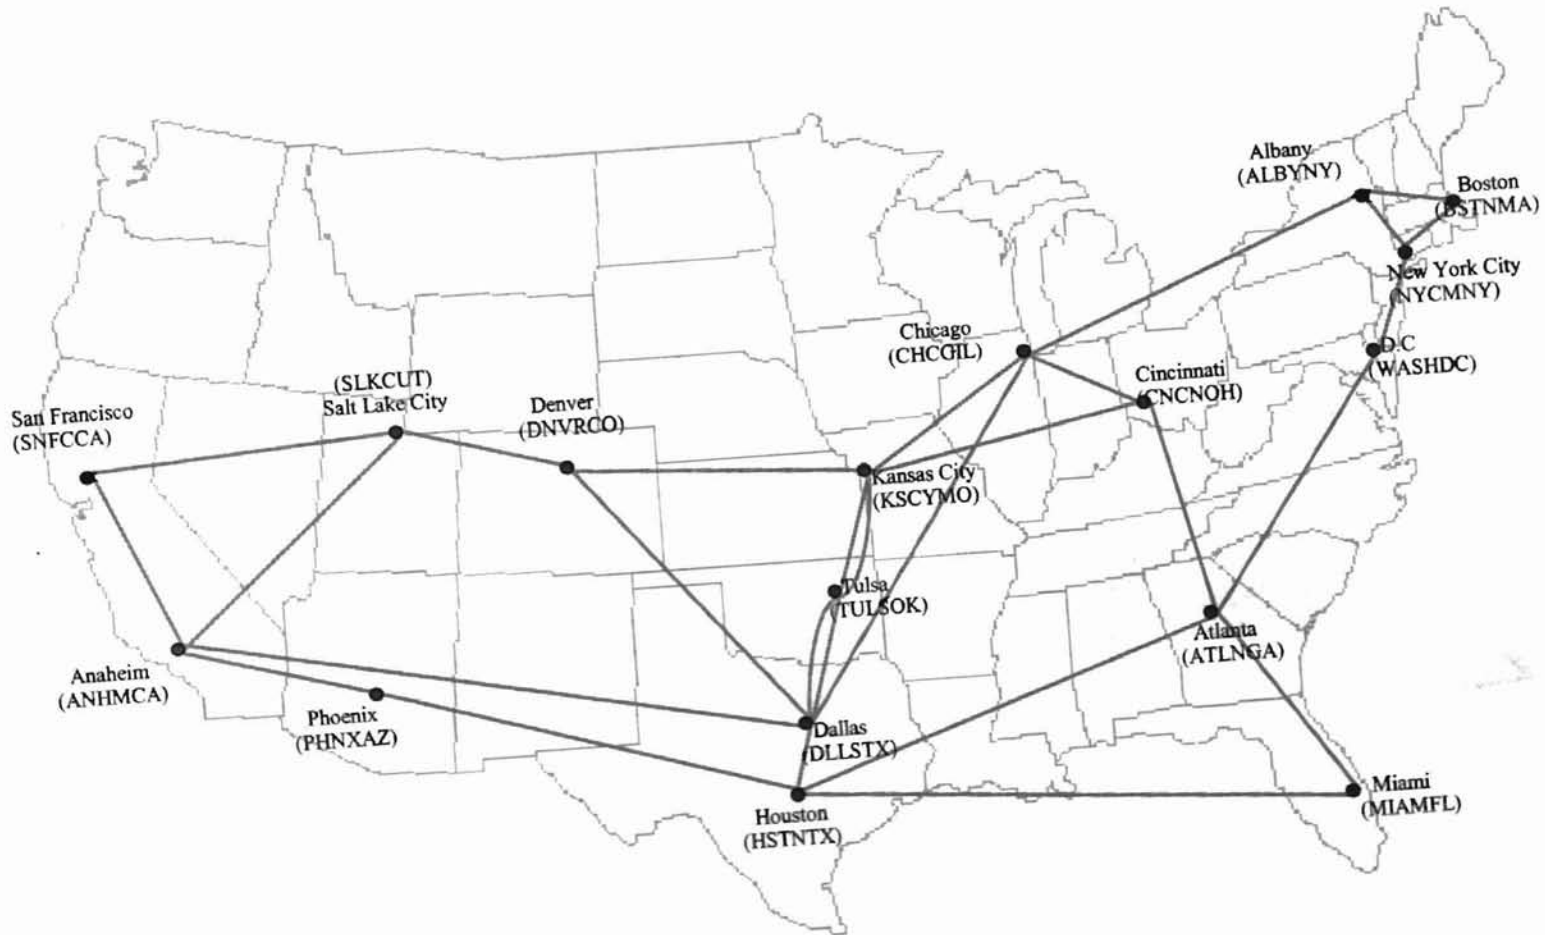 Albany
(ALBYNY)
Boston
(BSTNMA)
New York City
(NYCMNY)
Chicago
(CHCGIL)
D.C
(WASHDC)
Cincinnati
(CNCNOH)
(SLKCUT)
Salt Lake City
Denver
(DNVRCO)
San Francisco
(SNFCCA)
Kansas City
(KSCYMO)
Tulsa
(TULSOK)
Atlanta
(ATLNGA)
Anaheim
(ANHMCA)
Phoenix
(PHNXAZ)
Dallas
(DLLSTX)
Houston
(HSTNTX)
Miami
(MIAMFL)